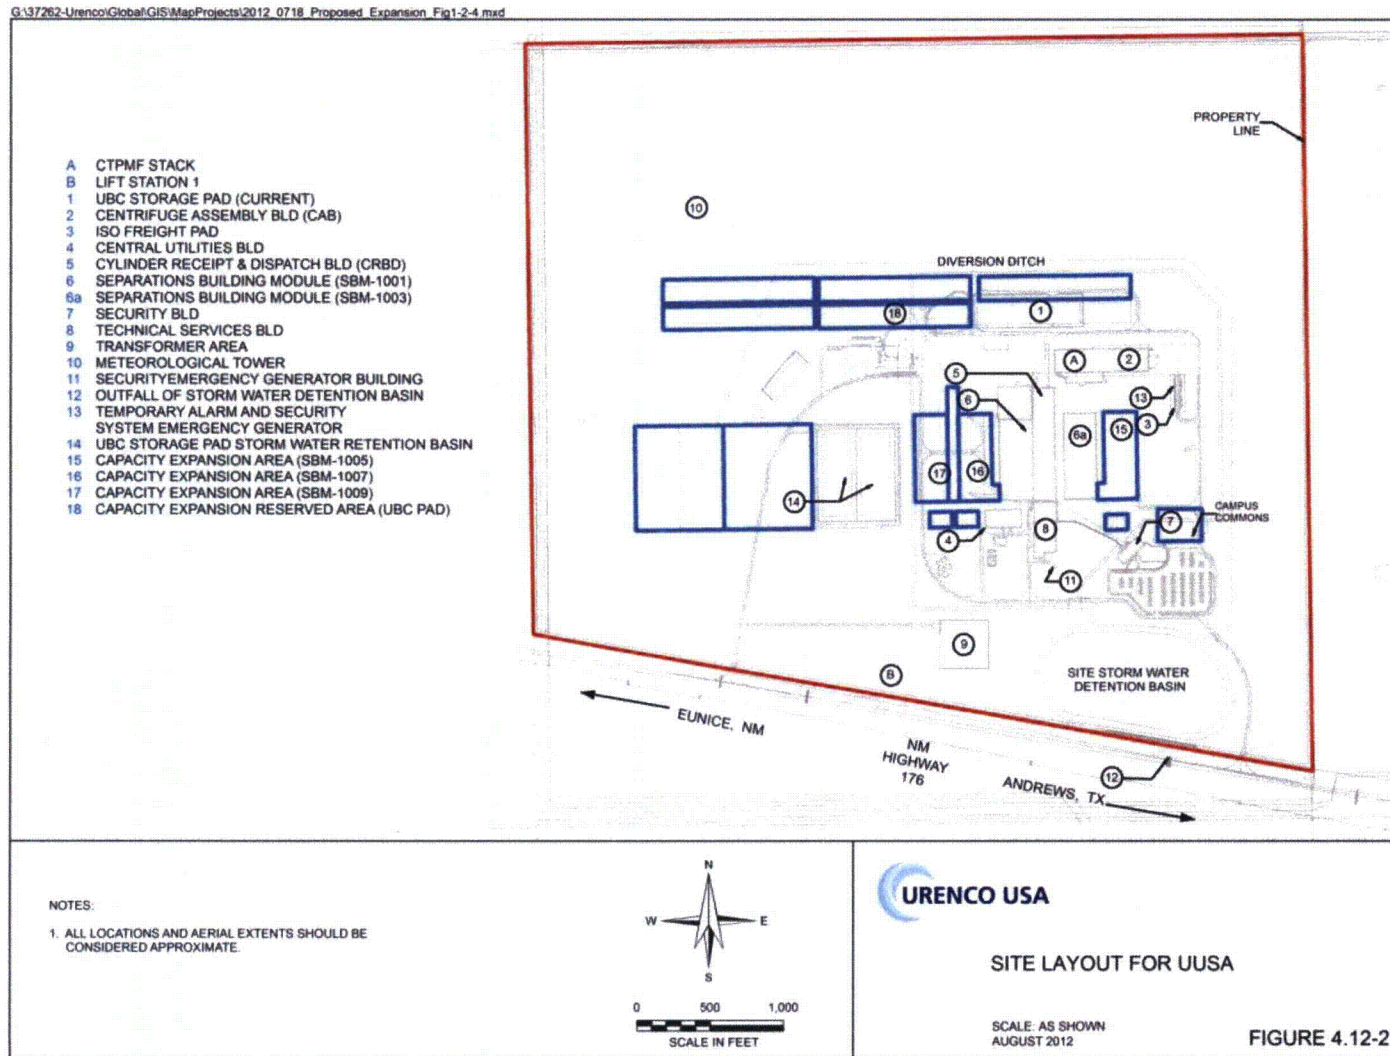 G:\37262-Urenco\Global\GIS\MapProjects\2012_0718_Proposed_Expansion_Fig1-2-4.mxd
PROPERTY
LINE
A CTPMF STACK
B LIFT STATION 1
1 UBC STORAGE PAD (CURRENT)
2 CENTRIFUGE ASSEMBLY BLD (CAB)
3 ISO FREIGHT PAD
4 CENTRAL UTILITIES BLD
5 CYLINDER RECEIPT & DISPATCH BLD (CRBD)
6 SEPARATIONS BUILDING MODULE (SBM-1001)
6a SEPARATIONS BUILDING MODULE (SBM-1003)
7 SECURITY BLD
8 TECHNICAL SERVICES BLD
9 TRANSFORMER AREA
10 METEOROLOGICAL TOWER
11 SECURITYEMERGENCY GENERATOR BUILDING
12 OUTFALL OF STORM WATER DETENTION BASIN
13 TEMPORARY ALARM AND SECURITY
SYSTEM EMERGENCY GENERATOR
14 UBC STORAGE PAD STORM WATER RETENTION BASIN
15 CAPACITY EXPANSION AREA (SBM-1005)
16 CAPACITY EXPANSION AREA (SBM-1007)
17 CAPACITY EXPANSION AREA (SBM-1009)
18 CAPACITY EXPANSION RESERVED AREA (UBC PAD)
10
DIVERSION DITCH
18
1
A
2
5
6
13
3
6a
15
17
16
14
CAMPUS
COMMONS
4
8
7
11
9
B
SITE STORM WATER
DETENTION BASIN
EUNICE, NM
NM
HIGHWAY
176
ANDREWS, TX
12
NOTES:
1. ALL LOCATIONS AND AERIAL EXTENTS SHOULD BE
CONSIDERED APPROXIMATE.
N
W E
S
0 500 1,000
SCALE IN FEET
URENCO USA
SITE LAYOUT FOR UUSA
SCALE: AS SHOWN
AUGUST 2012
FIGURE 4.12-2